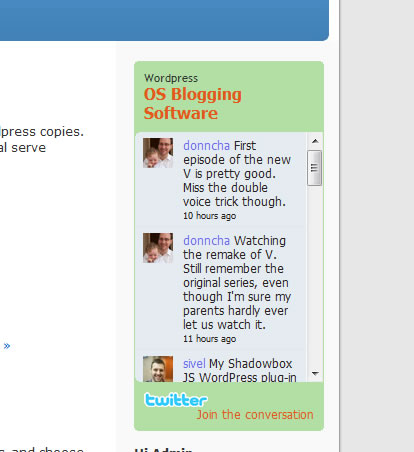 Wordpress
OS Blogging
Software
lpress copies.
al serve
donncha First
episode of the new
V is pretty good.
Miss the double
voice trick though.
10 hours ago
donncha Watching
the remake of V.
Still remember the
original series, even
though I'm sure my
parents hardly ever
let us watch it.
11 hours ago
»
sivel My Shadowbox
JS WordPress plug-in
twitter
Join the conversation
and choose
Hi Admin